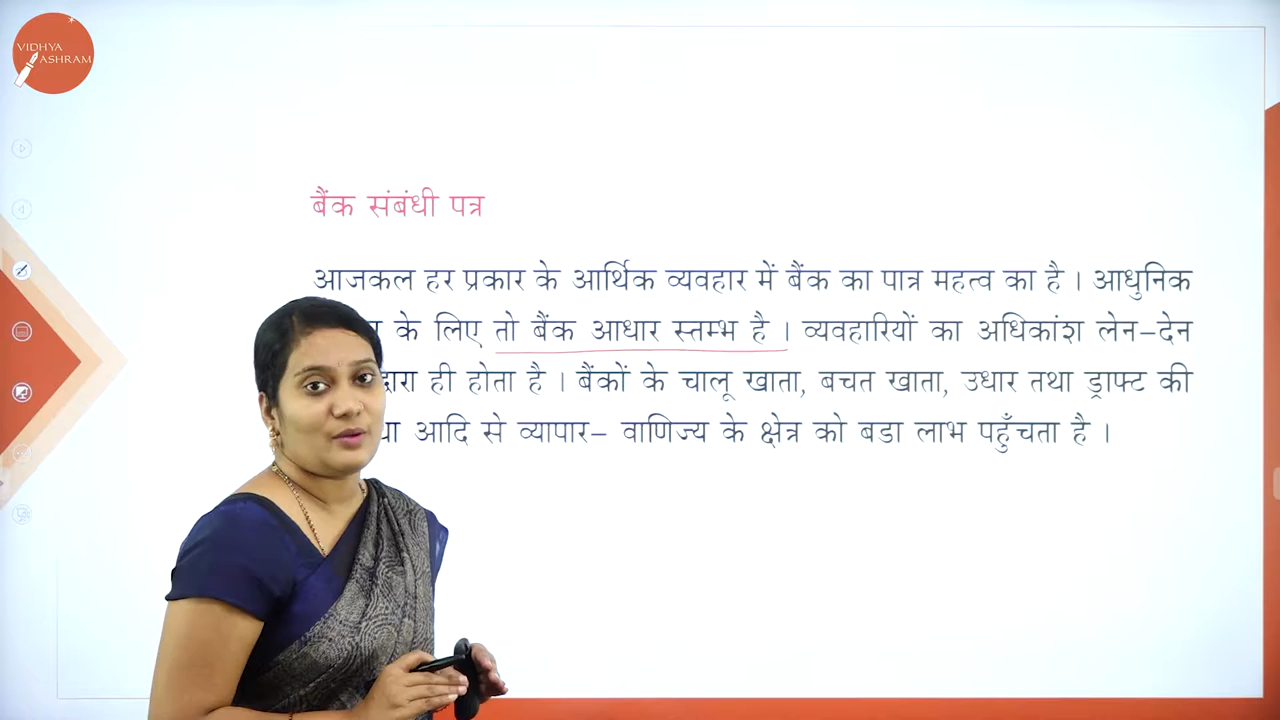 VIDHYA
ASHRAM
बैंक संबंधी पत्र
आजकल हर प्रकार के आर्थिक व्यवहार में बैंक का पात्र महत्व का है । आधुनिक
के लिए तो बैंक आधार स्तम्भ है । व्यवहारियों का अधिकांश लेन-देन
ही होता है । बैंकों के चालू खाता, बचत खाता, उधार तथा ड्राफ्ट की
आदि से व्यापार- वाणिज्य के क्षेत्र को बडा लाभ पहुँचता है ।